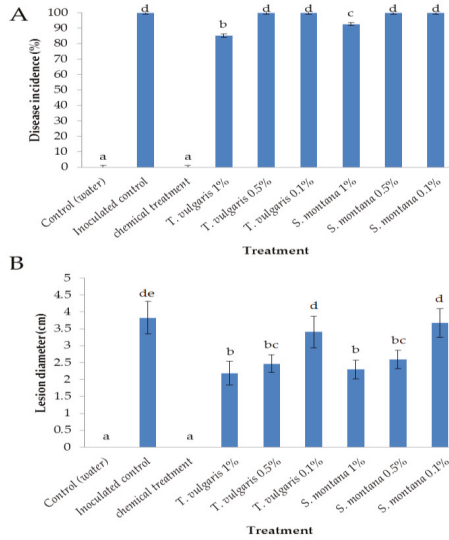 A
Disease incidence (%)
100
90
80
70
60
50
40
30
20
10
0
a
d
a
b
d
d
c
d
d
Control (water)
Inoculated control
chemical treatment
T. vulgaris 1%
T. vulgaris 0.5%
T. vulgaris 0.1%
S. montana 1%
S. montana 0.5%
S. montana 0.1%
Treatment
B
Lesion diameter (cm)
5
4.5
4
3.5
3
2.5
2
1.5
1
0.5
0
a
de
a
b
bc
d
b
bc
d
Control (water)
Inoculated control
chemical treatment
T. vulgaris 1%
T. vulgaris 0.5%
T. vulgaris 0.1%
S. montana 1%
S. montana 0.5%
S. montana 0.1%
Treatment